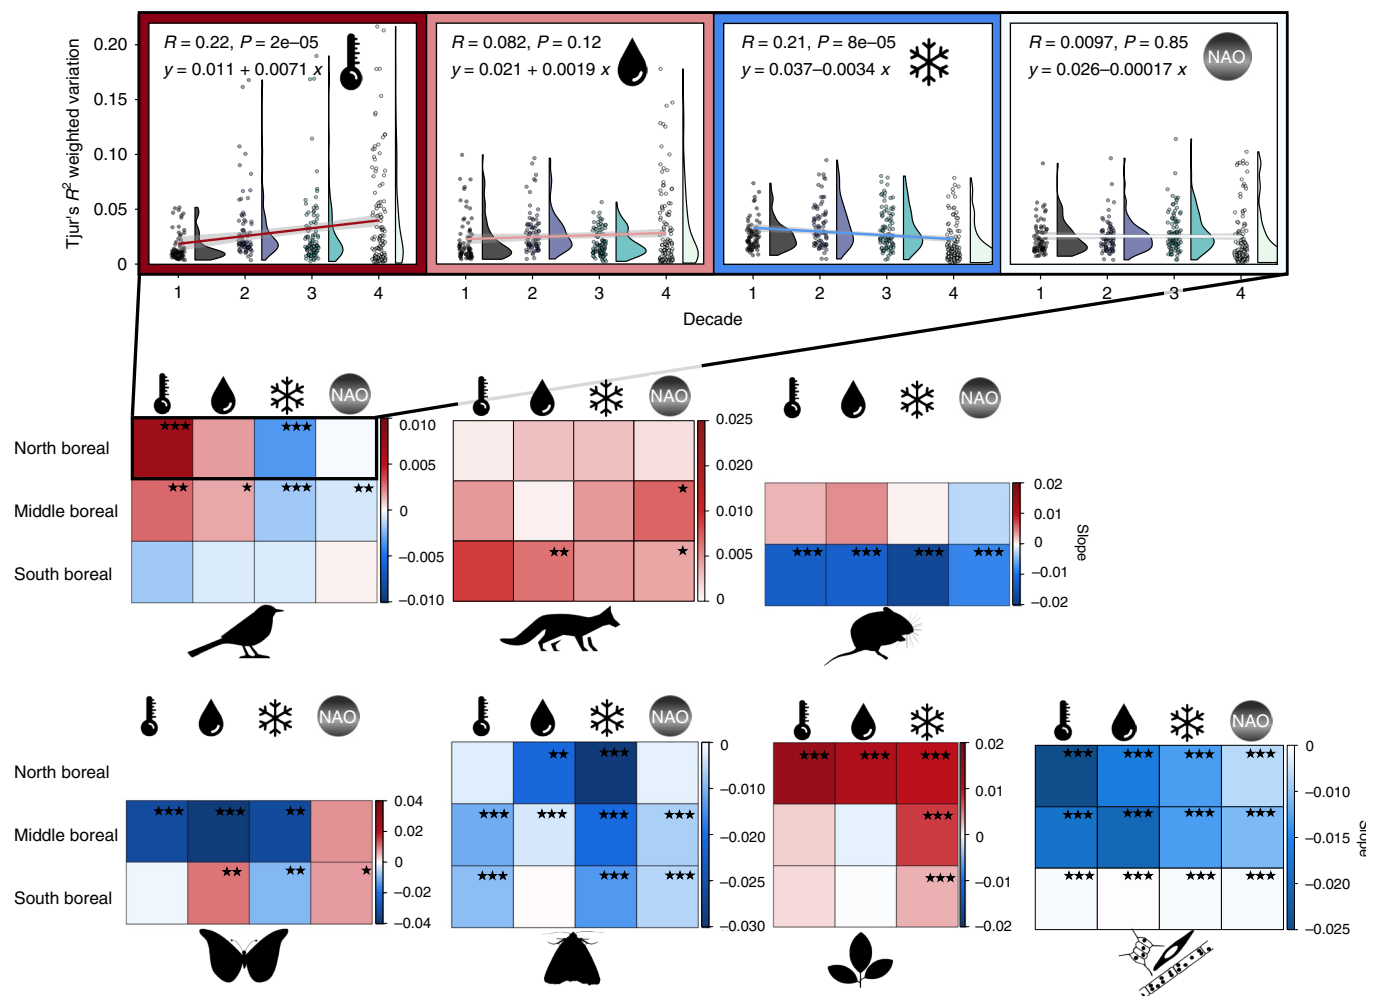 R = 0.22, P = 2e–05
y = 0.011 + 0.0071 x
R = 0.082, P = 0.12
y = 0.021 + 0.0019 x
R = 0.21, P = 8e–05
y = 0.037–0.0034 x
R = 0.0097, P = 0.85
y = 0.026–0.00017 x
NAO
Tjur's R² weighted variation
0.20
0.15
0.10
0.05
0
1 2 3 4
1 2 3 4
1 2 3 4
1 2 3 4
Decade
NAO
NAO
NAO
North boreal
Middle boreal
South boreal
★★★ ★★★
★★ ★ ★★★ ★★
0.010
0.005
0
–0.005
–0.010
★
★★ ★
0.025
0.020
0.010
0.005
0
★★★ ★★★ ★★★ ★★★
0.02
0.01
0
–0.01
–0.02
Slope
NAO
NAO
NAO
North boreal
Middle boreal
South boreal
★★★ ★★★ ★★
★★ ★★ ★
0.04
0.02
0
–0.02
–0.04
★★ ★★★
★★★ ★★★ ★★★ ★★★
★★★ ★★★ ★★★
0
–0.010
–0.020
–0.025
–0.030
★★★ ★★★ ★★★
★★★
★★★
0.02
0.01
0
–0.01
–0.02
★★★ ★★★ ★★★ ★★★
★★★ ★★★ ★★★ ★★★
★★★ ★★★ ★★★ ★★★
0
–0.010
–0.015
–0.020
–0.025
Slope